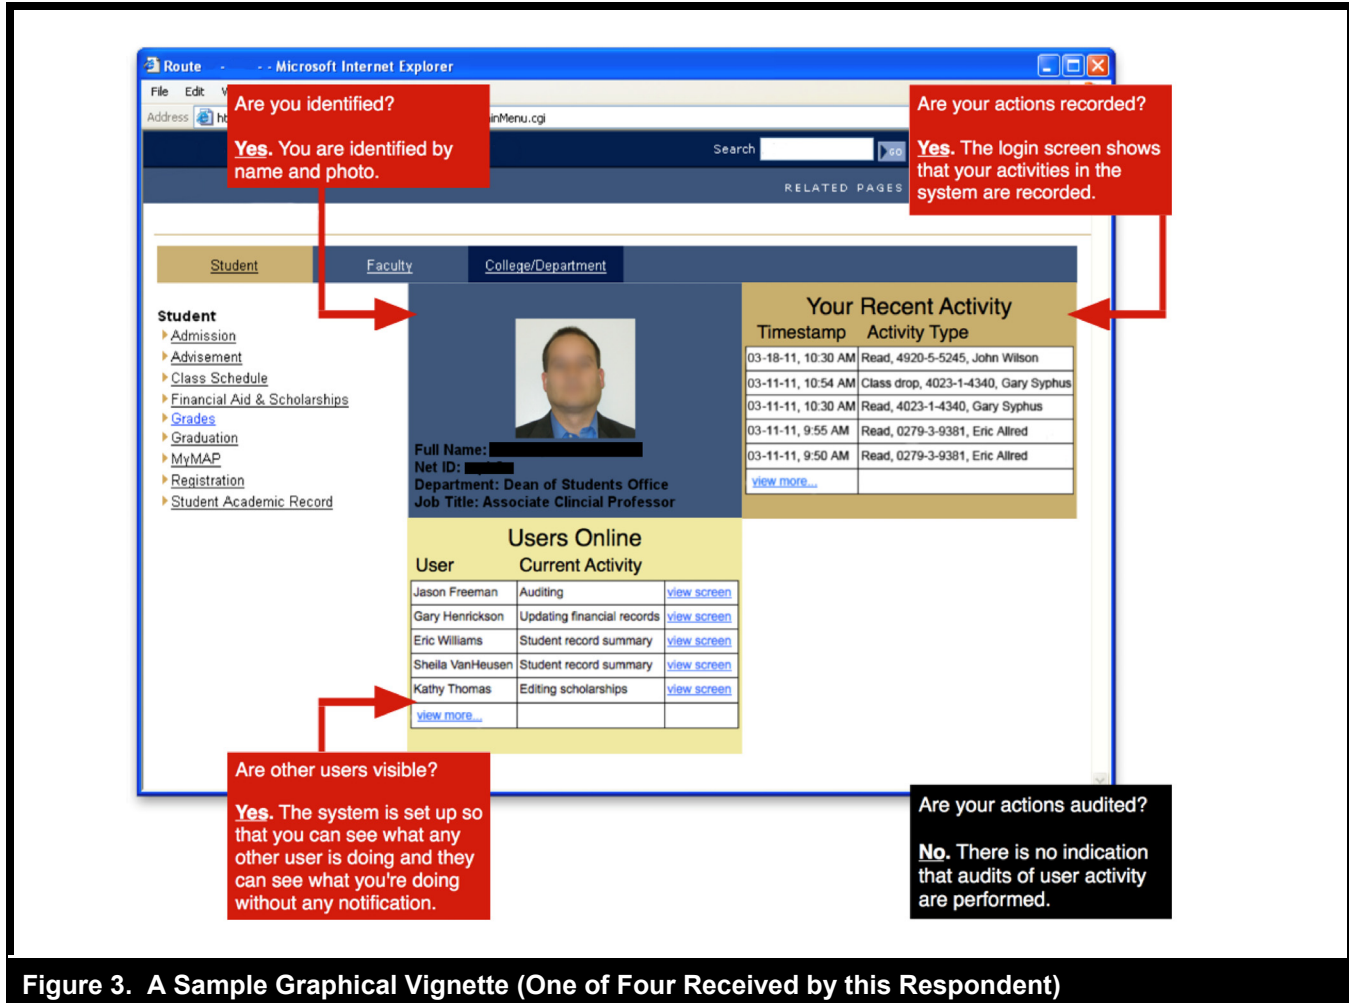 Route - - - Microsoft Internet Explorer
File Edit
Address
inMenu.cgi
Are you identified?
Yes. You are identified by
name and photo.
Are your actions recorded?
Yes. The login screen shows
that your activities in the
system are recorded.
Search GO
RELATED PAGES
Student Faculty College/Department
Student
Admission
Advisement
Class Schedule
Financial Aid & Scholarships
Grades
Graduation
MyMAP
Registration
Student Academic Record
Full Name:
Net ID:
Department: Dean of Students Office
Job Title: Associate Clincial Professor
Your Recent Activity
Timestamp Activity Type
03-18-11, 10:30 AM Read, 4920-5-5245, John Wilson
03-11-11, 10:54 AM Class drop, 4023-1-4340, Gary Syphus
03-11-11, 10:30 AM Read, 4023-1-4340, Gary Syphus
03-11-11, 9:55 AM Read, 0279-3-9381, Eric Allred
03-11-11, 9:50 AM Read, 0279-3-9381, Eric Allred
view more...
Users Online
User Current Activity
Jason Freeman Auditing view screen
Gary Henrickson Updating financial records view screen
Eric Williams Student record summary view screen
Sheila VanHeusen Student record summary view screen
Kathy Thomas Editing scholarships view screen
view more...
Are other users visible?
Yes. The system is set up so
that you can see what any
other user is doing and they
can see what you're doing
without any notification.
Are your actions audited?
No. There is no indication
that audits of user activity
are performed.
Figure 3. A Sample Graphical Vignette (One of Four Received by this Respondent)